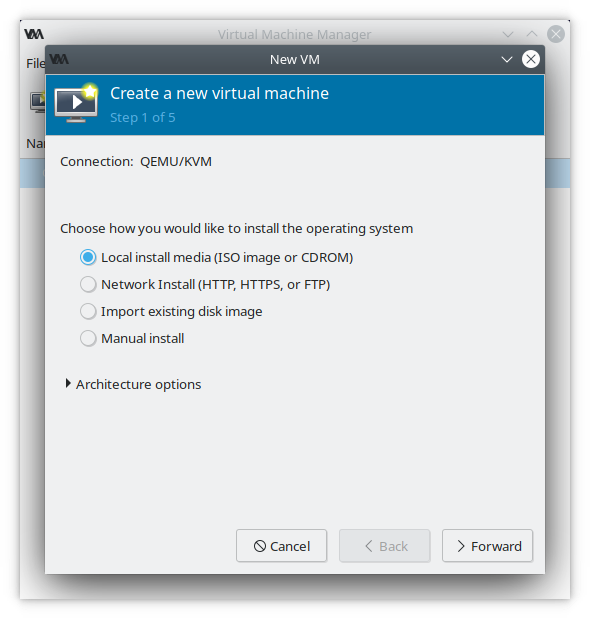 Virtual Machine Manager
File
New VM
Create a new virtual machine
Step 1 of 5
Connection: QEMU/KVM
Choose how you would like to install the operating system
Local install media (ISO image or CDROM)
Network Install (HTTP, HTTPS, or FTP)
Import existing disk image
Manual install
Architecture options
Cancel
Back
Forward